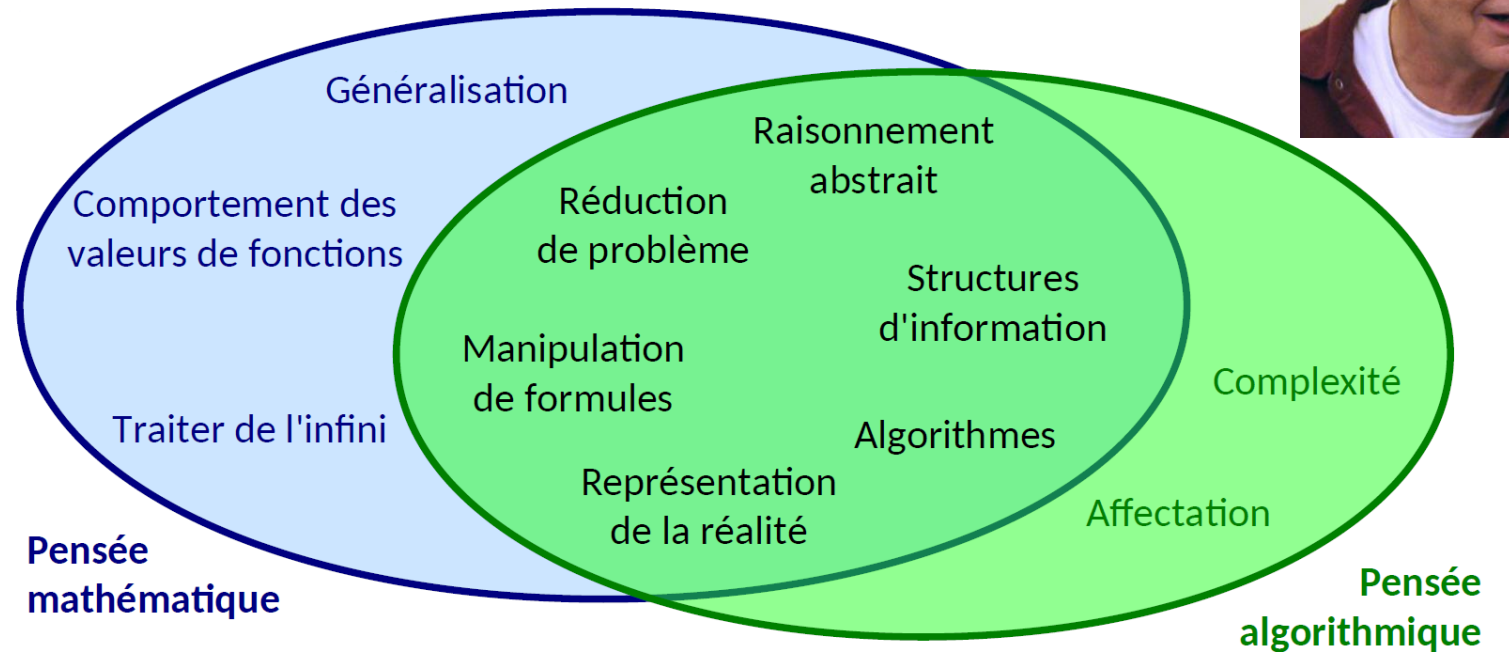 Généralisation
Comportement des
valeurs de fonctions
Traiter de l'infini
Pensée
mathématique
Raisonnement
abstrait
Réduction
de problème
Structures
d'information
Manipulation
de formules
Algorithmes
Représentation
de la réalité
Complexité
Affectation
Pensée
algorithmique